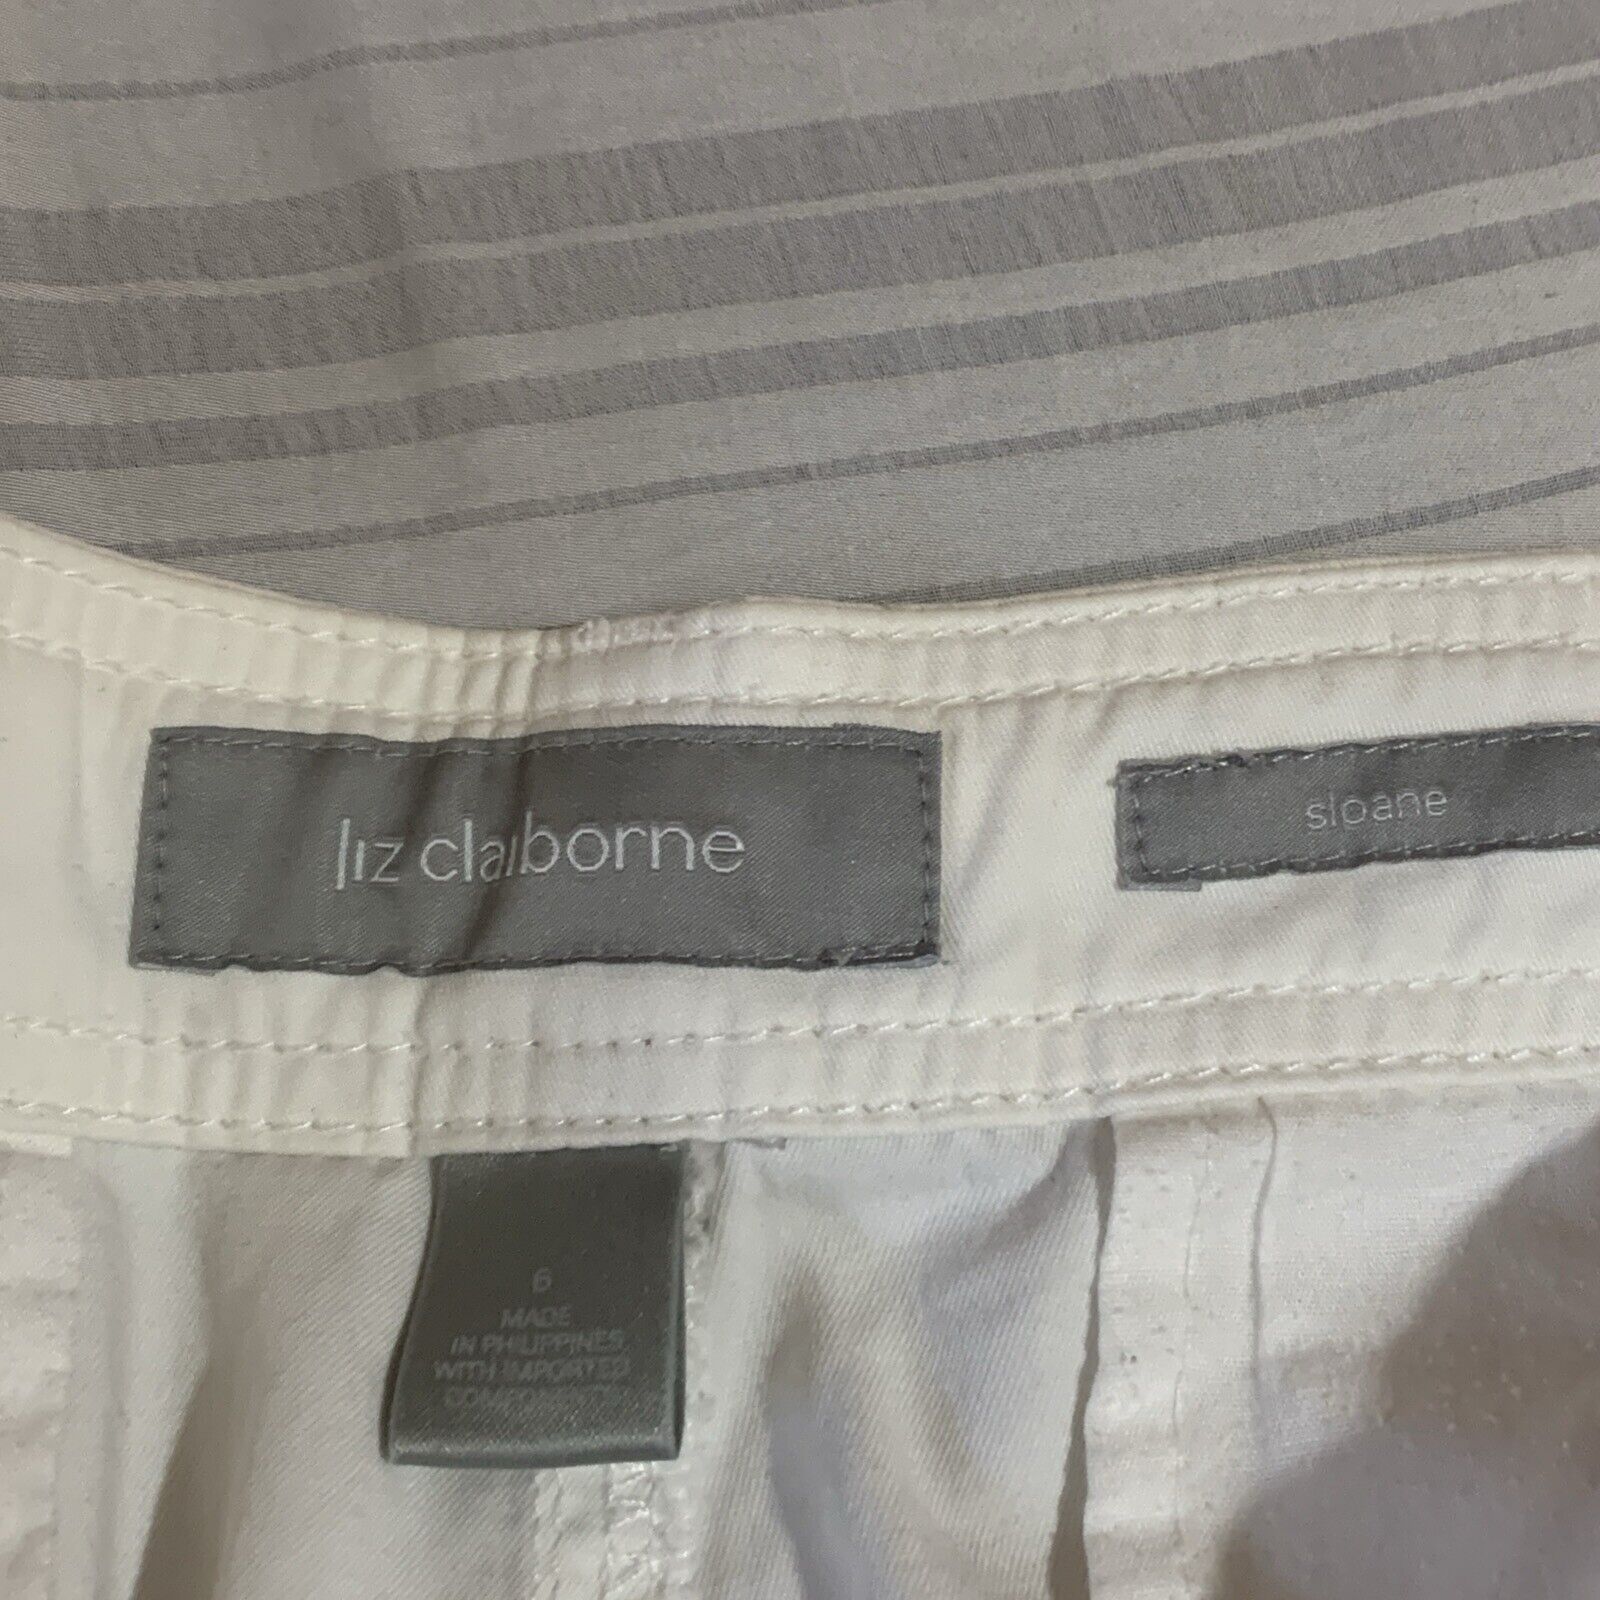 liz claiborne
sloane
6
MADE
IN PHILIPPINES
WITH IMPORTED
COMPONENTS